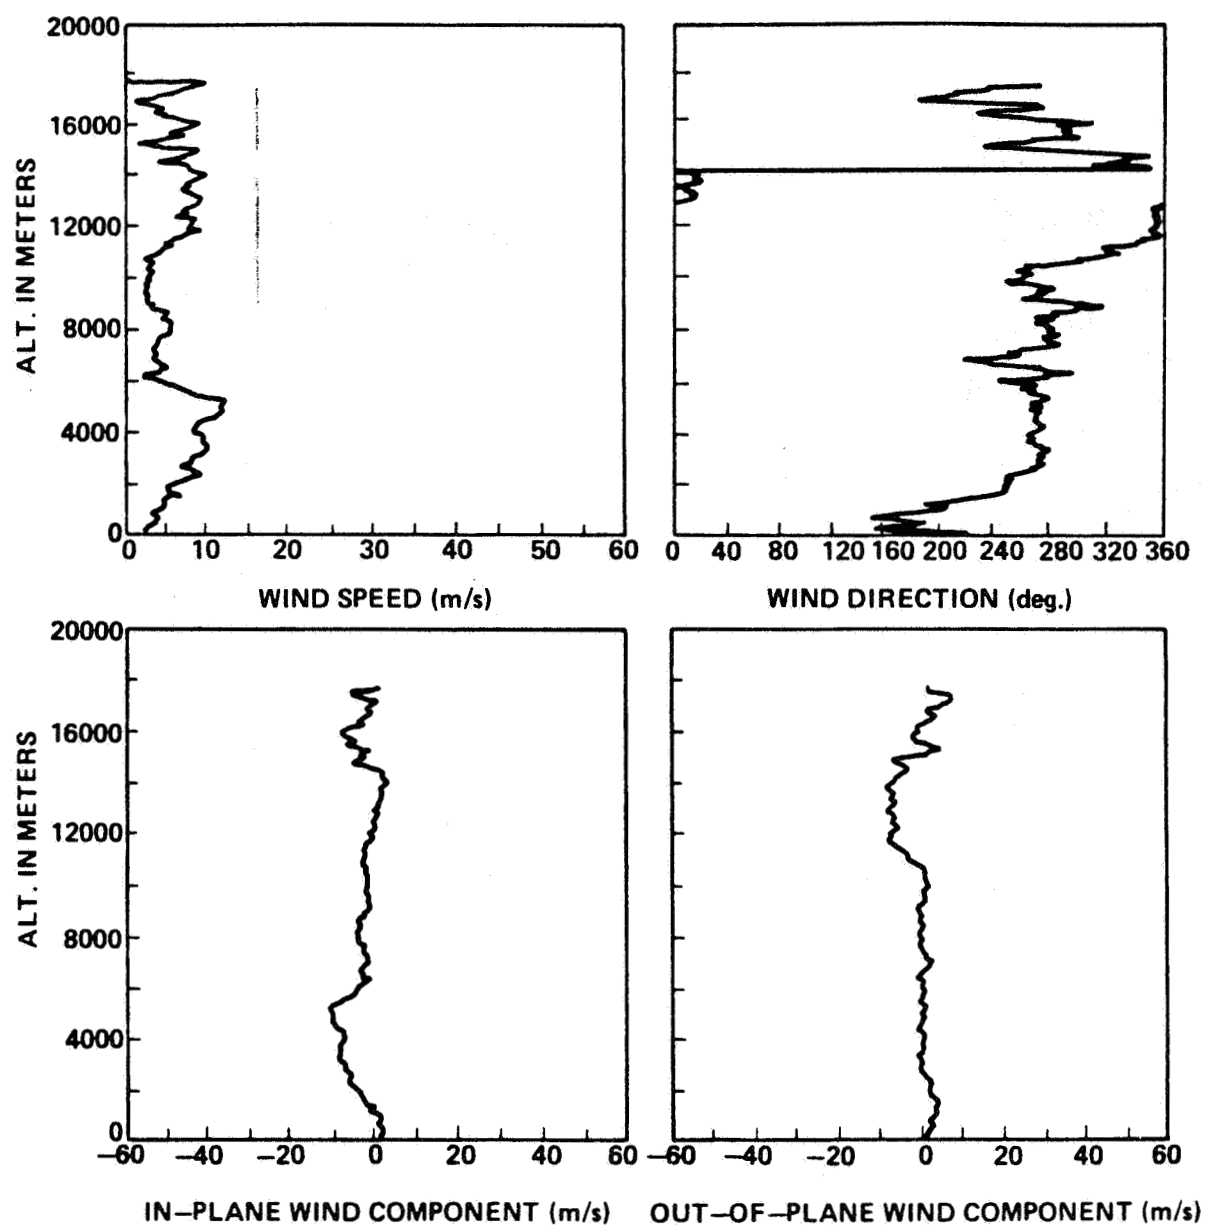 20000
16000
12000
8000
4000
0
ALT. IN METERS
0 10 20 30 40 50 60
WIND SPEED (m/s)
0 40 80 120 160 200 240 280 320 360
WIND DIRECTION (deg.)
20000
16000
12000
8000
4000
0
ALT. IN METERS
−60 −40 −20 0 20 40 60
IN–PLANE WIND COMPONENT (m/s)
−60 −40 −20 0 20 40 60
OUT–OF–PLANE WIND COMPONENT (m/s)